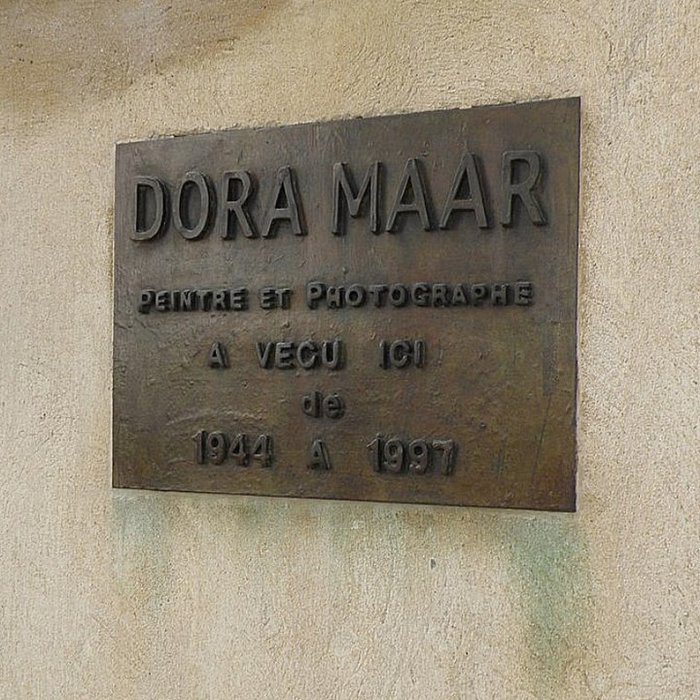 DORA MAAR
PEINTRE ET PHOTOGRAPHE
A VECU ICI
de
1944 A 1997